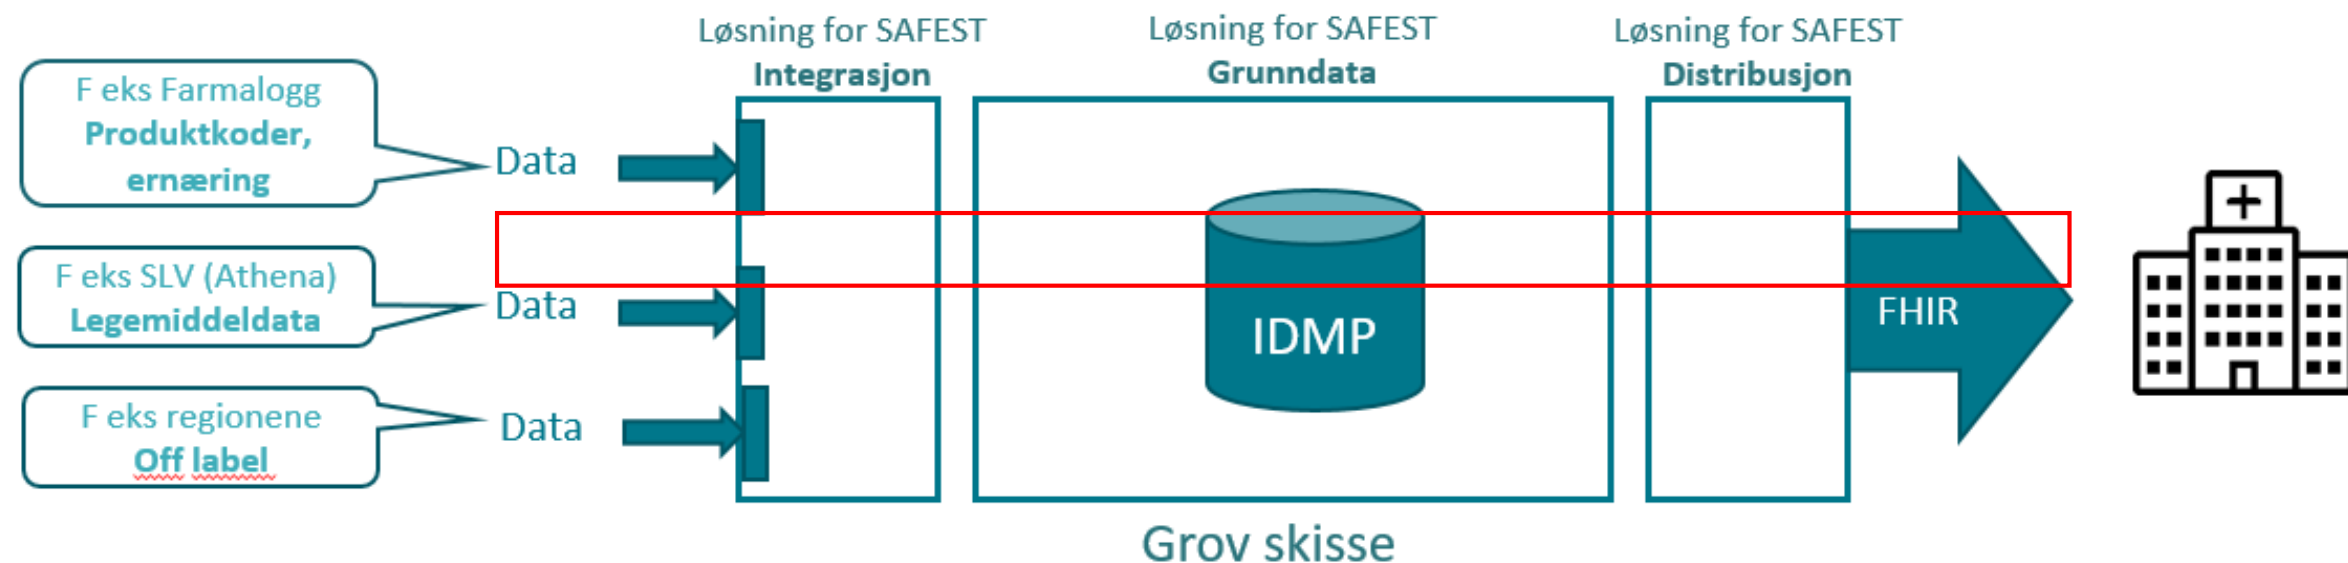 Løsning for SAFEST
Integrasjon
Løsning for SAFEST
Grunndata
Løsning for SAFEST
Distribusjon
F eks Farmalogg
Produktkoder,
ernæring
Data
F eks SLV (Athena)
Legemiddeldata
Data
F eks regionene
Off label
Data
IDMP
FHIR
Grov skisse